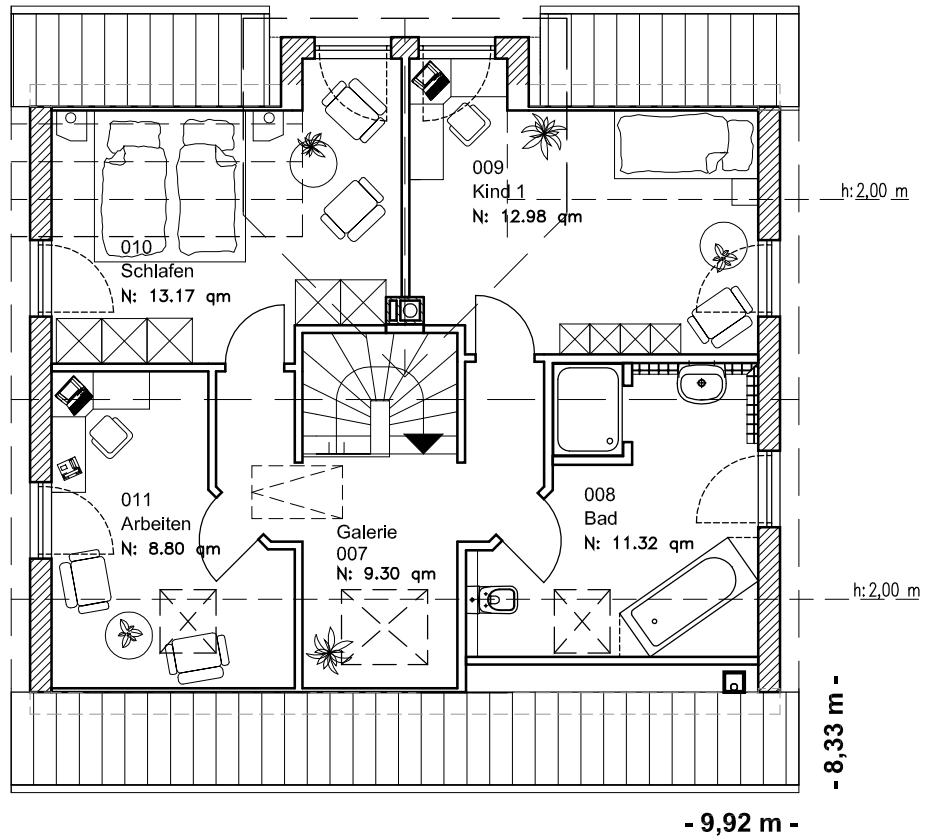 009
Kind 1
N: 12.98 qm
h: 2,00 m
010
Schlafen
N: 13.17 qm
011
Arbeiten
N: 8.80 qm
Galerie
007
N: 9.30 qm
008
Bad
N: 11.32 qm
h: 2,00 m
- 8,33 m -
- 9,92 m -